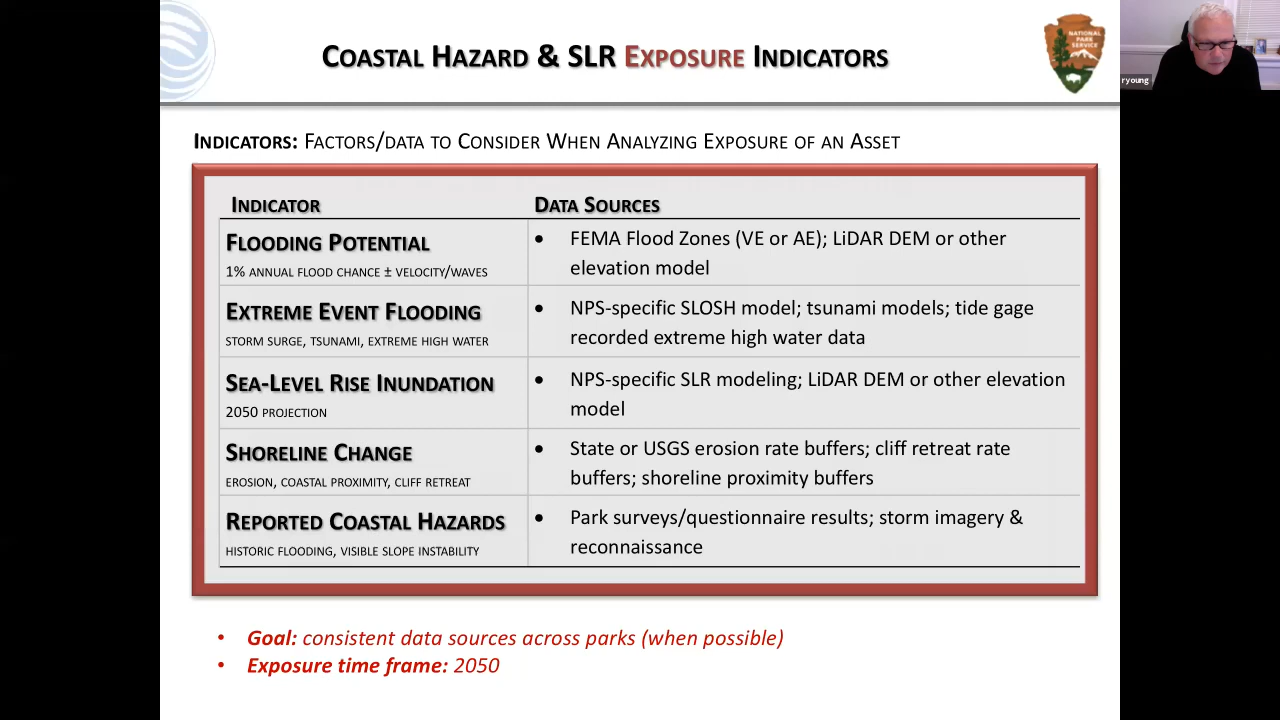 COASTAL HAZARD & SLR EXPOSURE INDICATORS
NATIONAL
PARK
SERVICE
ryoung
INDICATORS: FACTORS/DATA TO CONSIDER WHEN ANALYZING EXPOSURE OF AN ASSET
INDICATOR
DATA SOURCES
FLOODING POTENTIAL
1% ANNUAL FLOOD CHANCE ± VELOCITY/WAVES
• FEMA Flood Zones (VE or AE); LiDAR DEM or other
elevation model
EXTREME EVENT FLOODING
STORM SURGE, TSUNAMI, EXTREME HIGH WATER
• NPS-specific SLOSH model; tsunami models; tide gage
recorded extreme high water data
SEA-LEVEL RISE INUNDATION
2050 PROJECTION
• NPS-specific SLR modeling; LiDAR DEM or other elevation
model
SHORELINE CHANGE
EROSION, COASTAL PROXIMITY, CLIFF RETREAT
• State or USGS erosion rate buffers; cliff retreat rate
buffers; shoreline proximity buffers
REPORTED COASTAL HAZARDS
HISTORIC FLOODING, VISIBLE SLOPE INSTABILITY
• Park surveys/questionnaire results; storm imagery &
reconnaissance
• Goal: consistent data sources across parks (when possible)
• Exposure time frame: 2050